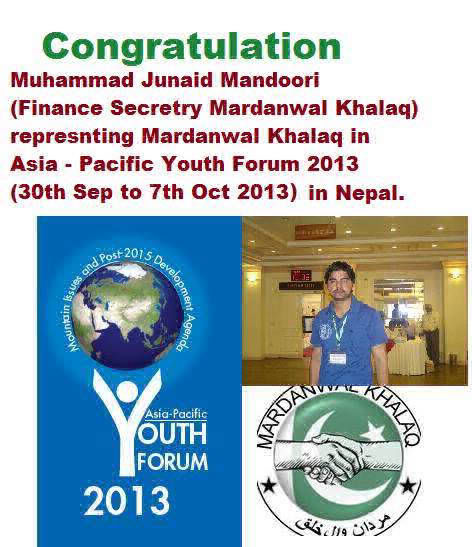 Congratulation
Muhammad Junaid Mandoori
(Finance Secretry Mardanwal Khalaq)
represnting Mardanwal Khalaq in
Asia - Pacific Youth Forum 2013
(30th Sep to 7th Oct 2013) in Nepal.
Mountain Issues and Post-2015 Development Agenda
Asia-Pacific
YOUTH
FORUM
2013
MARDANWAL KHALAQ
مردان وال خلق